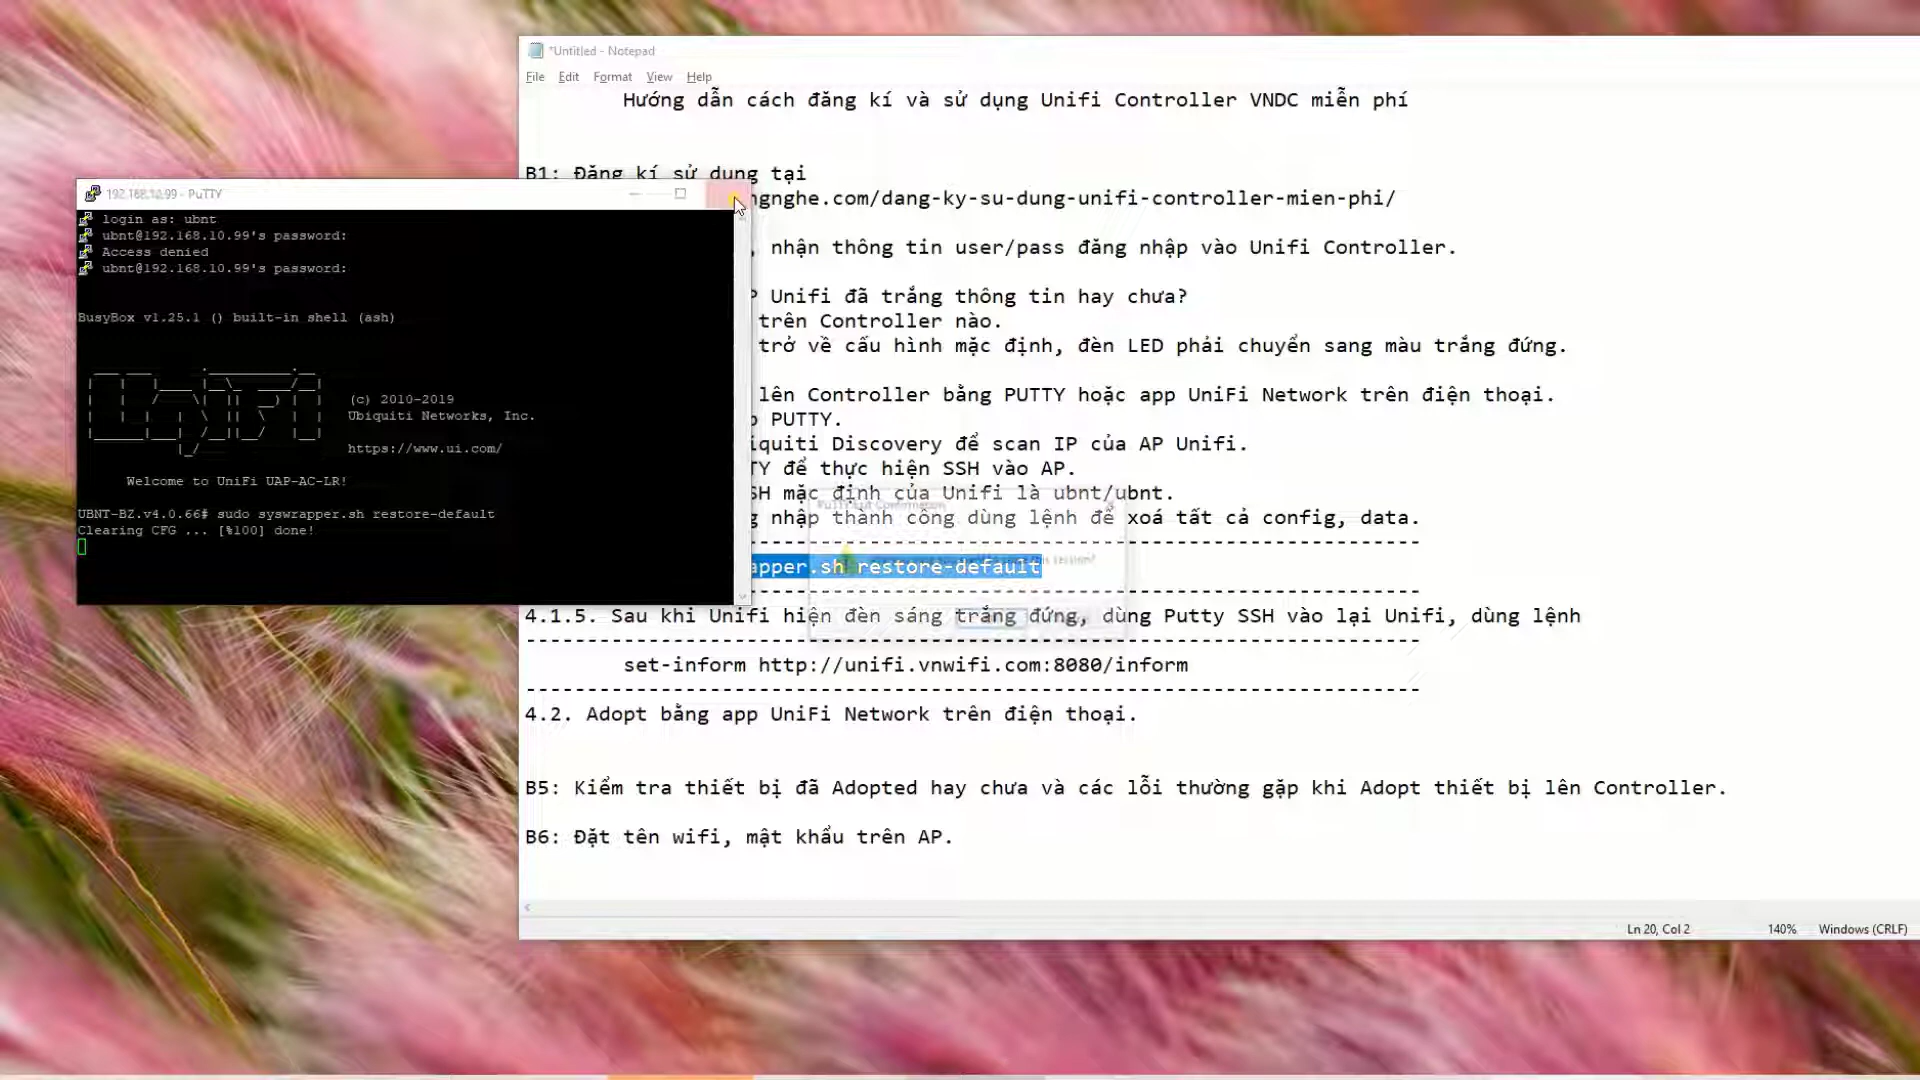 *Untitled - Notepad
File Edit Format View Help
Hướng dẫn cách đăng kí và sử dụng Unifi Controller VNDC miễn phí
B1: Đăng kí sử dụng tại
ngnghe.com/dang-ky-su-dung-unifi-controller-mien-phi/
, nhận thông tin user/pass đăng nhập vào Unifi Controller.
P Unifi đã trắng thông tin hay chưa?
trên Controller nào.
trở về cấu hình mặc định, đèn LED phải chuyển sang màu trắng đứng.
lên Controller bằng PUTTY hoặc app UniFi Network trên điện thoại.
PUTTY.
iquiti Discovery để scan IP của AP Unifi.
TY để thực hiện SSH vào AP.
SH mặc định của Unifi là ubnt/ubnt.
g nhập thành công dùng lệnh để xoá tất cả config, data.
apper.sh restore-default
4.1.5. Sau khi Unifi hiện đèn sáng trắng đứng, dùng Putty SSH vào lại Unifi, dùng lệnh
set-inform http://unifi.vnwifi.com:8080/inform
4.2. Adopt bằng app UniFi Network trên điện thoại.
B5: Kiểm tra thiết bị đã Adopted hay chưa và các lỗi thường gặp khi Adopt thiết bị lên Controller.
B6: Đặt tên wifi, mật khẩu trên AP.
Ln 20, Col 2 140% Windows (CRLF)
192.168.10.99 - PuTTY
login as: ubnt
ubnt@192.168.10.99's password:
Access denied
ubnt@192.168.10.99's password:
BusyBox v1.25.1 () built-in shell (ash)
UniFi
(c) 2010-2019
Ubiquiti Networks, Inc.
https://www.ui.com/
Welcome to UniFi UAP-AC-LR!
UBNT-BZ.v4.0.66# sudo syswrapper.sh restore-default
Clearing CFG ... [%100] done!
PuTTY Exit Confirmation